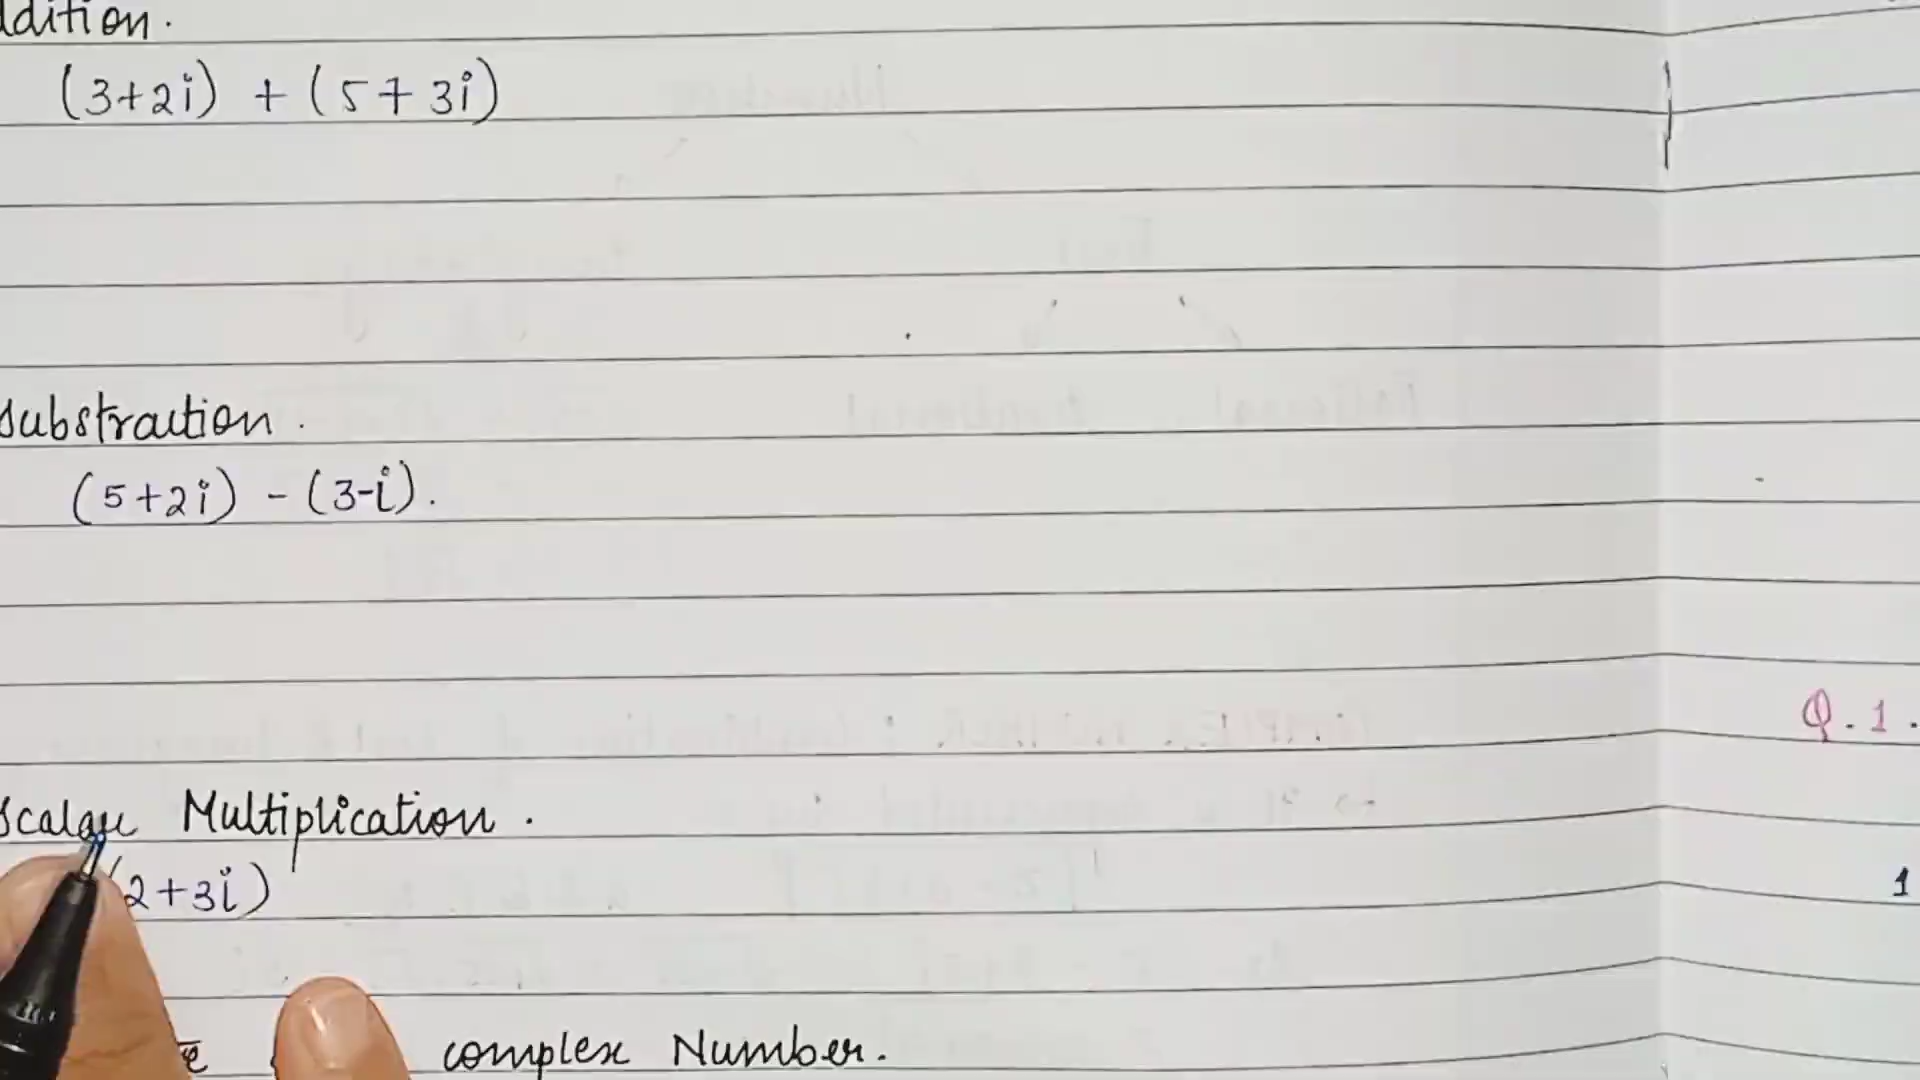 ddition.
(3+2i) + (5+3i)
substraction.
(5+2i) - (3-i).
Q.1.
scalar Multiplication.
(2+3i)
1
complex Number.